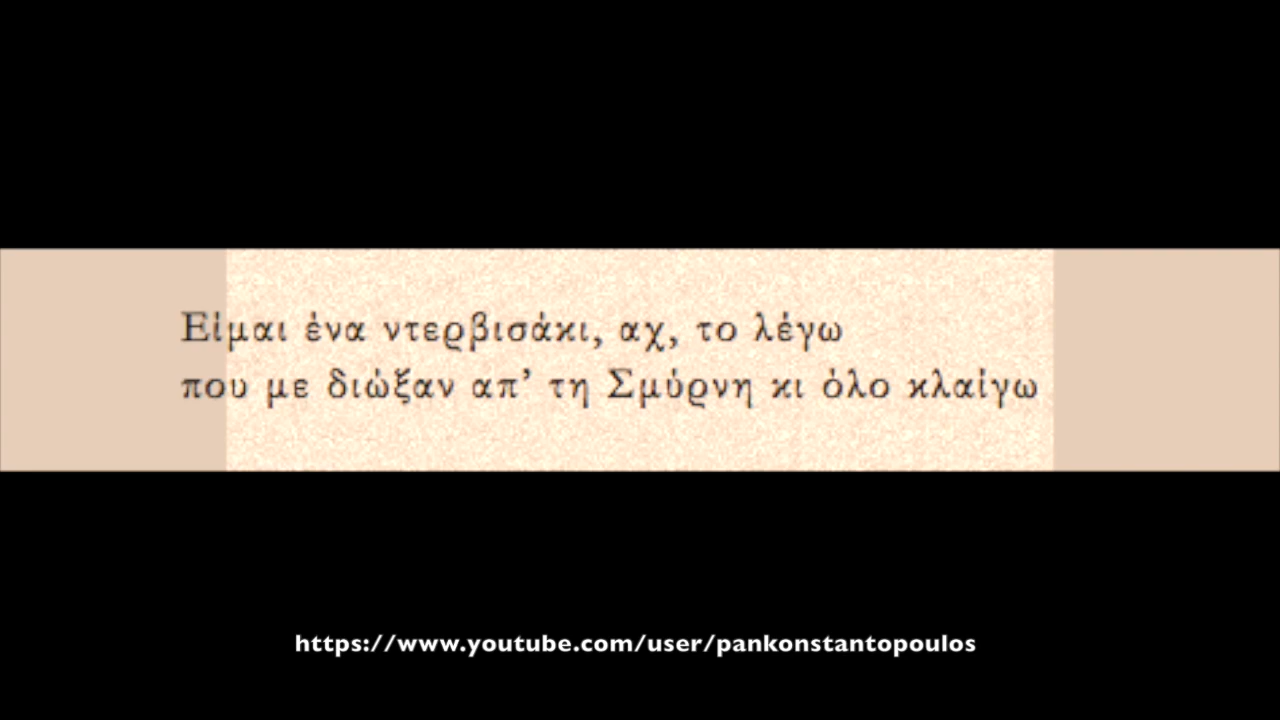 Είμαι ένα ντερβισάκι, αχ, το λέγω
που με διώξαν απ’ τη Σμύρνη κι όλο κλαίγω
https://www.youtube.com/user/pankonstantopoulos